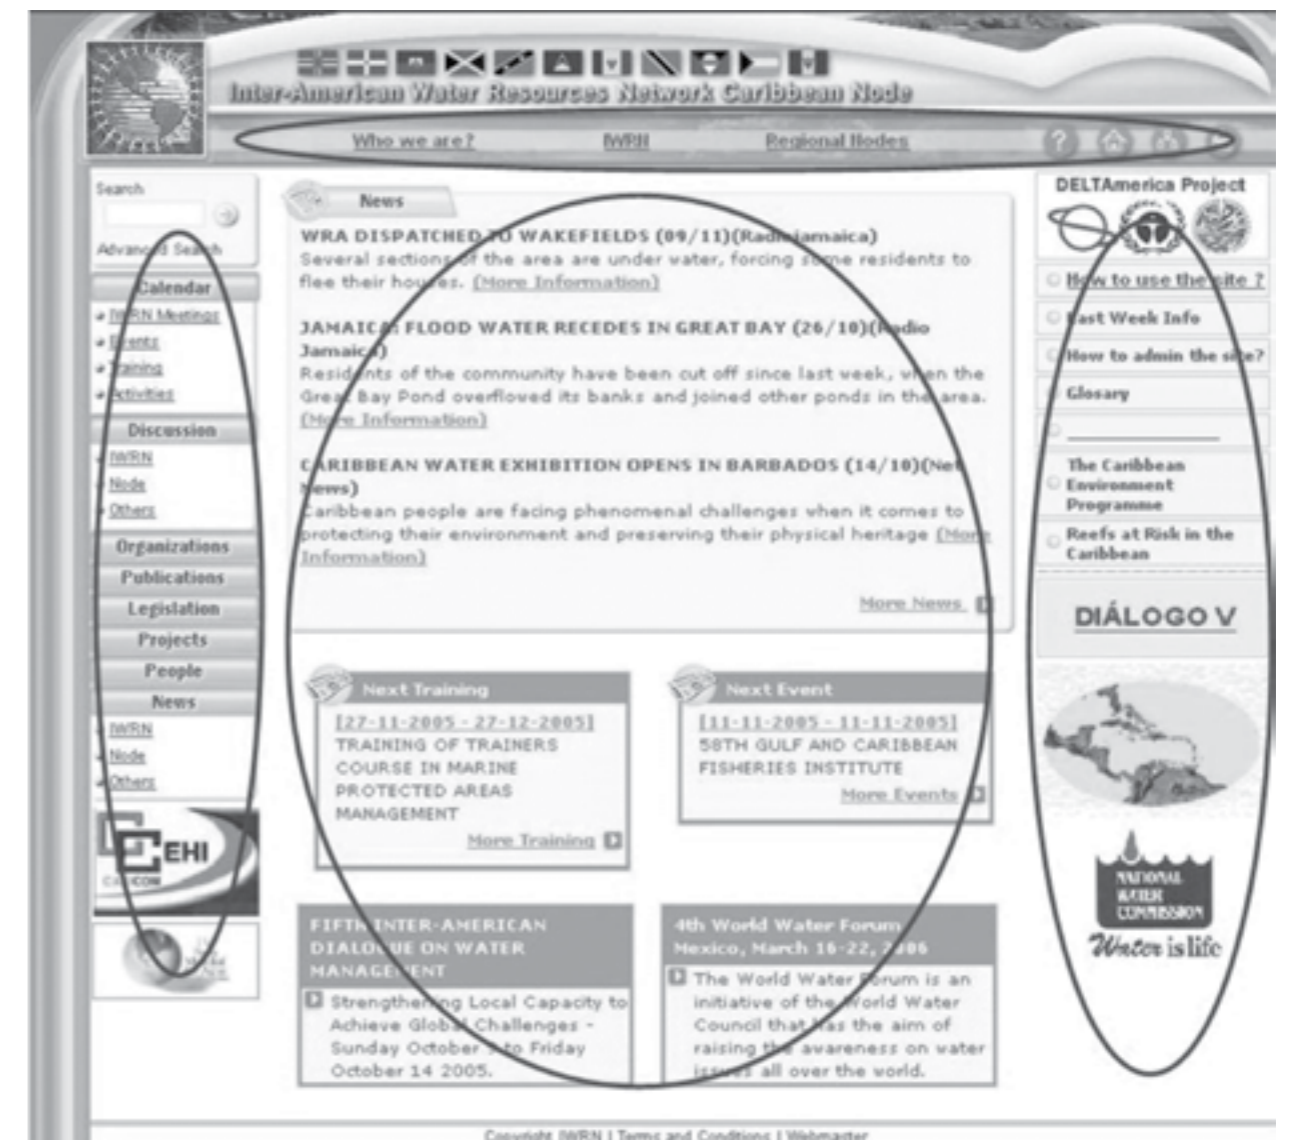 Inter-American Water Resources Network Caribbean Node
Who we are?
IWRN
Regional Nodes
?
Search
Advanced Search
Calendar
IWRN Meetings
Events
Training
Activities
Discussion
IWRN
Node
Others
Organizations
Publications
Legislation
Projects
People
News
IWRN
Node
Others
CEHI
News
WRA DISPATCHED TO WAKEFIELDS (09/11)(RadioJamaica)
Several sections of the area are under water, forcing some residents to
flee their houses. (More Information)
JAMAICA: FLOOD WATER RECEDES IN GREAT BAY (26/10)(Radio
Jamaica)
Residents of the community have been cut off since last week, when the
Great Bay Pond overflowed its banks and joined other ponds in the area.
(More Information)
CARIBBEAN WATER EXHIBITION OPENS IN BARBADOS (14/10)(Net
News)
Caribbean people are facing phenomenal challenges when it comes to
protecting their environment and preserving their physical heritage (More
Information)
More News
Next Training
[27-11-2005 - 27-12-2005]
TRAINING OF TRAINERS
COURSE IN MARINE
PROTECTED AREAS
MANAGEMENT
More Training
Next Event
[11-11-2005 - 11-11-2005]
58TH GULF AND CARIBBEAN
FISHERIES INSTITUTE
More Events
FIFTH INTER-AMERICAN
DIALOGUE ON WATER
MANAGEMENT
Strengthening Local Capacity to
Achieve Global Challenges -
Sunday October 9 to Friday
October 14 2005.
4th World Water Forum,
Mexico, March 16-22, 2006
The World Water Forum is an
initiative of the World Water
Council that has the aim of
raising the awareness on water
issues all over the world.
DELTAmerica Project
How to use the site ?
Last Week Info
How to admin the site?
Glosary
The Caribbean
Environment
Programme
Reefs at Risk in the
Caribbean
DIÁLOGO V
NATIONAL
WATER
COMMISSION
Water is life
Copyright IWRN | Terms and Conditions | Webmaster